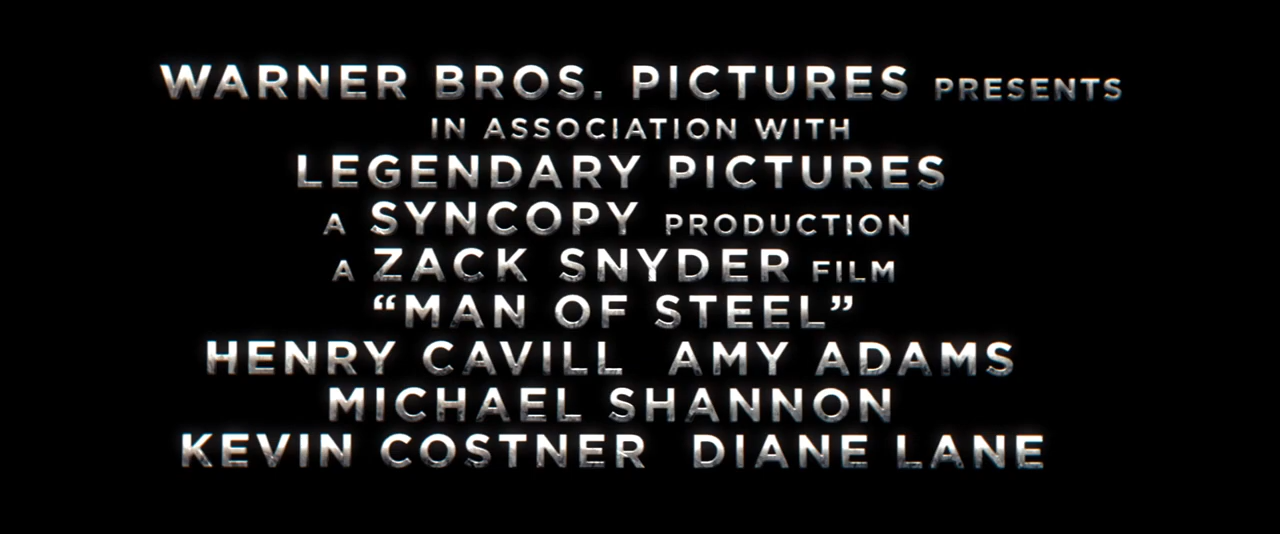 WARNER BROS. PICTURES PRESENTS
IN ASSOCIATION WITH
LEGENDARY PICTURES
A SYNCOPY PRODUCTION
A ZACK SNYDER FILM
“MAN OF STEEL”
HENRY CAVILL AMY ADAMS
MICHAEL SHANNON
KEVIN COSTNER DIANE LANE